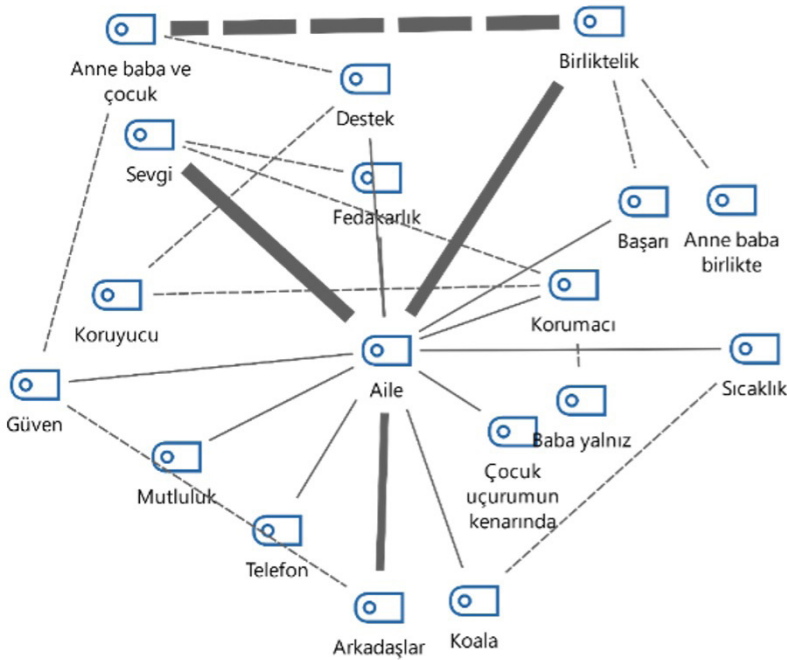 Anne baba ve
çocuk
Birliktelik
Destek
Sevgi
Fedakarlık
Başarı
Anne baba
birlikte
Koruyucu
Korumacı
Aile
Sıcaklık
Güven
Baba yalnız
Çocuk
uçurumun
kenarında
Mutluluk
Telefon
Arkadaşlar
Koala